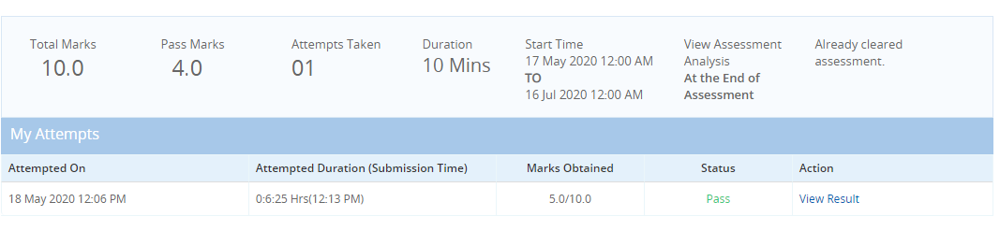 Total Marks
10.0
Pass Marks
4.0
Attempts Taken
01
Duration
10 Mins
Start Time
17 May 2020 12:00 AM
TO
16 Jul 2020 12:00 AM
View Assessment
Analysis
At the End of
Assessment
Already cleared
assessment.
My Attempts
Attempted On Attempted Duration (Submission Time) Marks Obtained Status Action
18 May 2020 12:06 PM 0:6:25 Hrs(12:13 PM) 5.0/10.0 Pass View Result